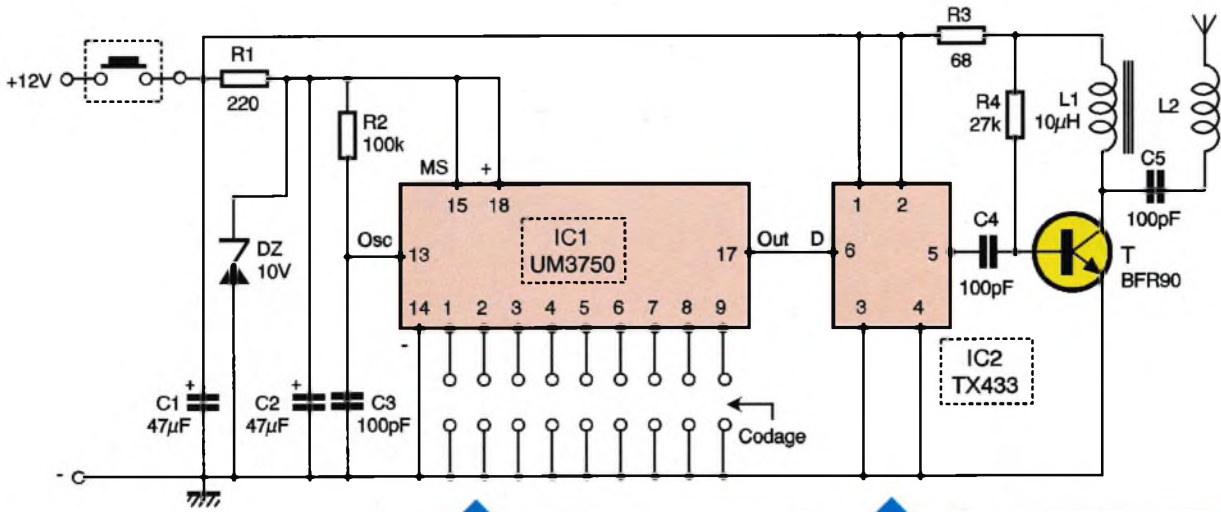 +12V
R1
220
R2
100k
DZ
10V
C1
+
47µF
C2
+
47µF
C3
100pF
MS
+
15
18
Osc
13
IC1
UM3750
17
Out
14
1
2
3
4
5
6
7
8
9
-
Codage
D
1
2
6
5
3
4
IC2
TX433
R3
68
R4
27k
L1
10µH
L2
C4
100pF
C5
100pF
T
BFR90
-